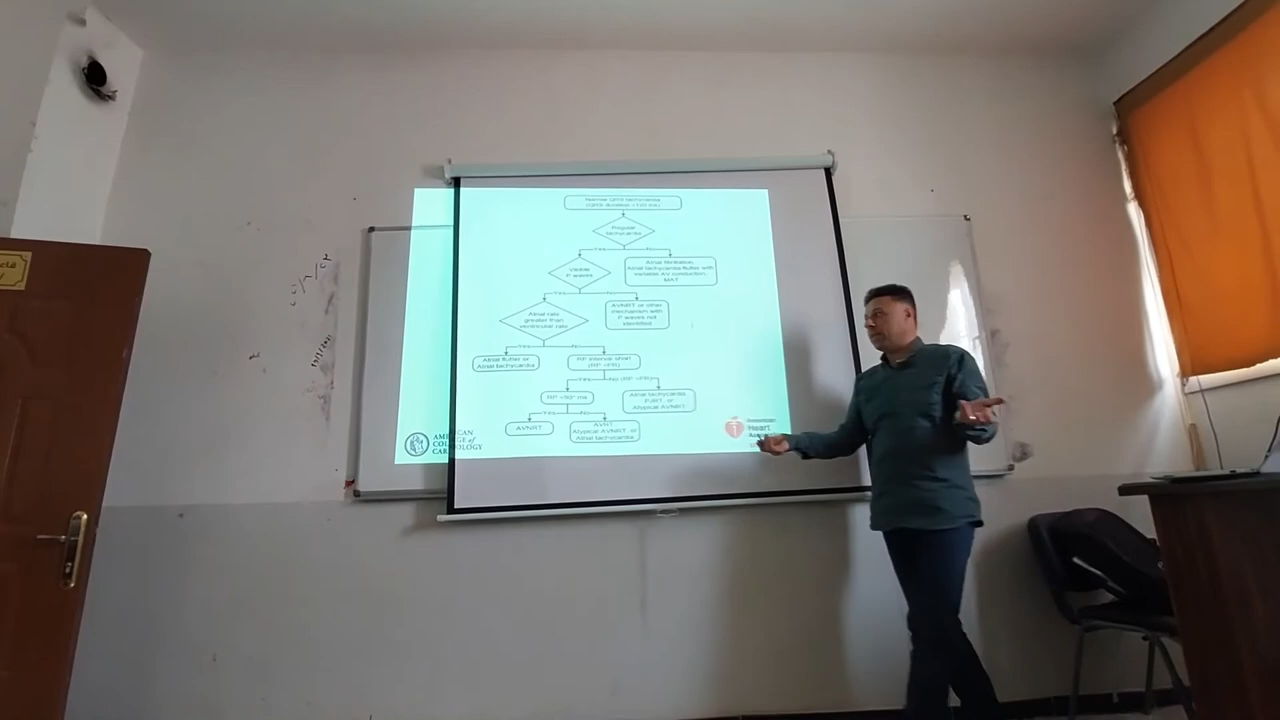 Narrow QRS tachycardia
(QRS duration <120 ms)
Regular
tachycardia
Yes
No
Visible
P waves
Atrial fibrillation,
Atrial tachycardia/flutter with
variable AV conduction,
MAT
Yes
No
Atrial rate
greater than
ventricular rate
AVNRT or other
mechanism with
P waves not
identified
Yes
No
Atrial flutter or
Atrial tachycardia
RP interval short
(RP <PR)
Yes
No (RP >PR)
RP <90* ms
Atrial tachycardia,
PJRT, or
Atypical AVNRT
Yes
No
AVNRT
AVRT,
Atypical AVNRT, or
Atrial tachycardia
AMERICAN
COLLEGE of
CARDIOLOGY
American
Heart